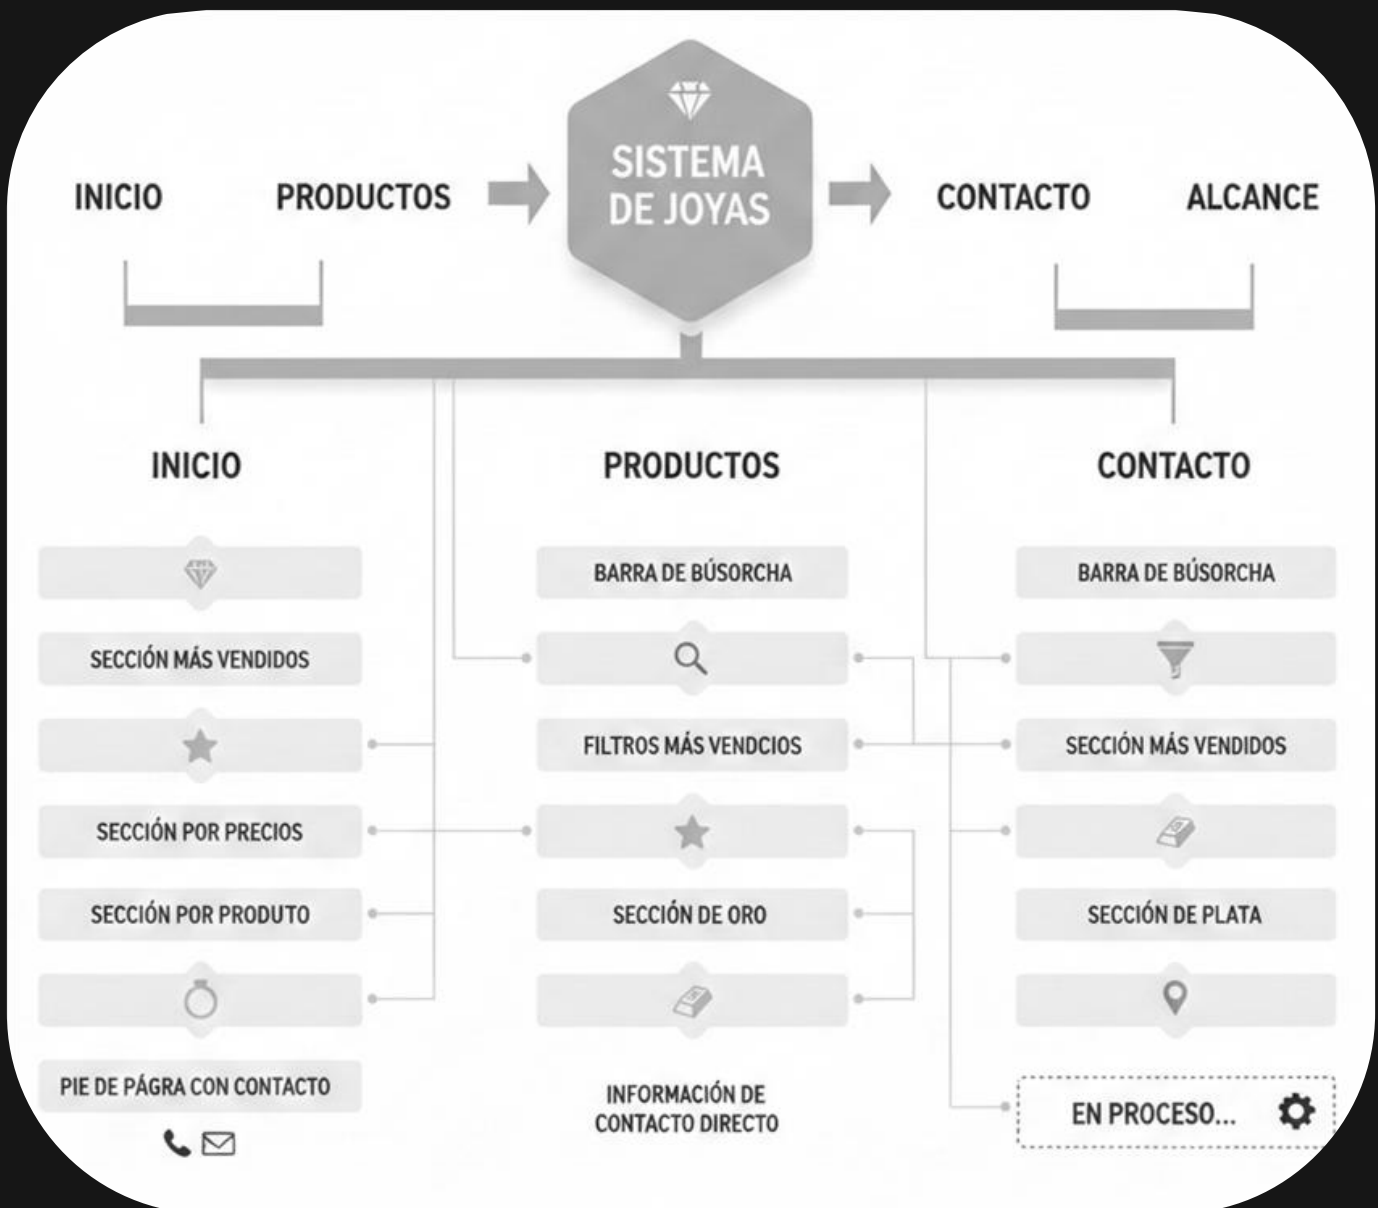 SISTEMA
DE JOYAS
INICIO
PRODUCTOS
CONTACTO
ALCANCE
INICIO
SECCIÓN MÁS VENDIDOS
SECCIÓN POR PRECIOS
SECCIÓN POR PRODUTO
PIE DE PÁGRA CON CONTACTO
PRODUCTOS
BARRA DE BÚSORCHA
FILTROS MÁS VENDCIOS
SECCIÓN DE ORO
INFORMACIÓN DE
CONTACTO DIRECTO
CONTACTO
BARRA DE BÚSORCHA
SECCIÓN MÁS VENDIDOS
SECCIÓN DE PLATA
EN PROCESO...